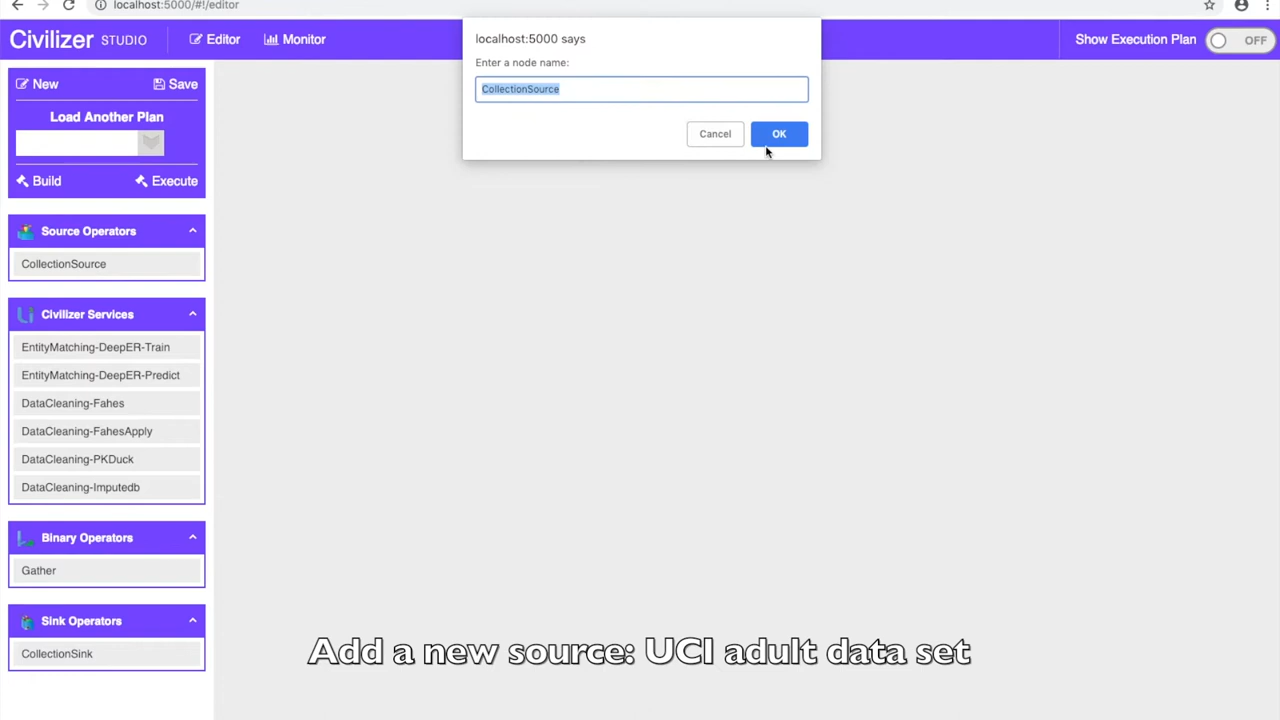 localhost:5000/#!/editor
Civilizer STUDIO
Editor
Monitor
Show Execution Plan
OFF
localhost:5000 says
Enter a node name:
CollectionSource
Cancel
OK
New
Save
Load Another Plan
Build
Execute
Source Operators
CollectionSource
Civilizer Services
EntityMatching-DeepER-Train
EntityMatching-DeepER-Predict
DataCleaning-Fahes
DataCleaning-FahesApply
DataCleaning-PKDuck
DataCleaning-Imputedb
Binary Operators
Gather
Sink Operators
CollectionSink
Add a new source: UCI adult data set